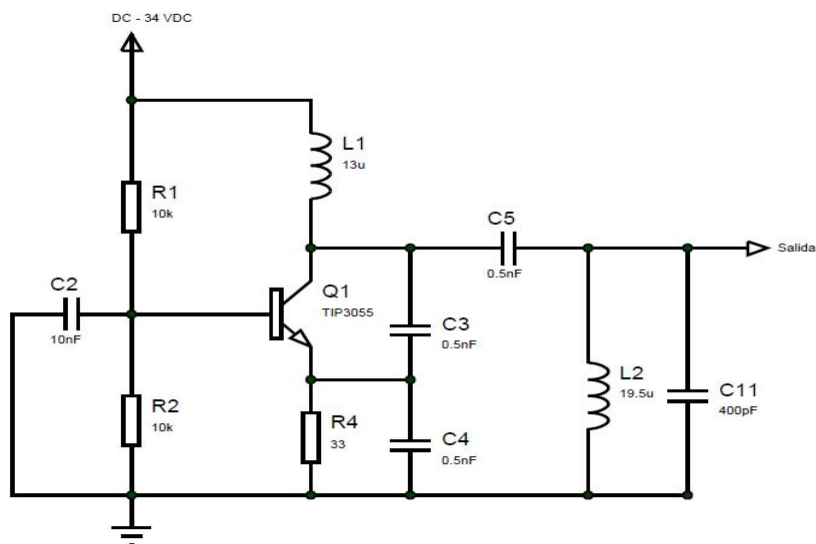 DC - 34 VDC
L1
13u
R1
10k
C5
0.5nF
Salida
C2
10nF
Q1
TIP3055
C3
0.5nF
R2
10k
R4
33
C4
0.5nF
L2
19.5u
C11
400pF